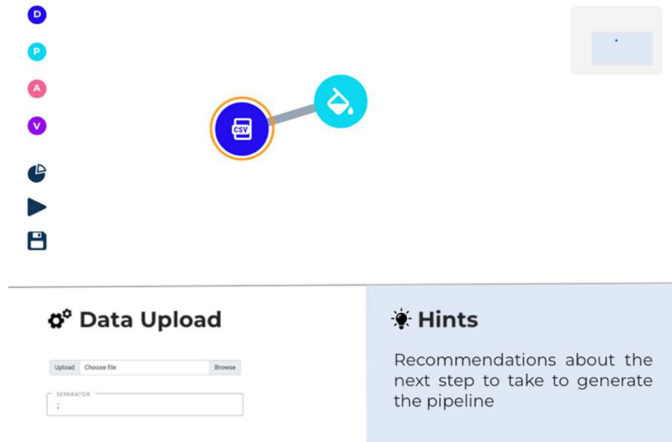 D
P
A
V
CSV
Data Upload
Upload Choose file Browse
SEPARATOR
;
Hints
Recommendations about the
next step to take to generate
the pipeline